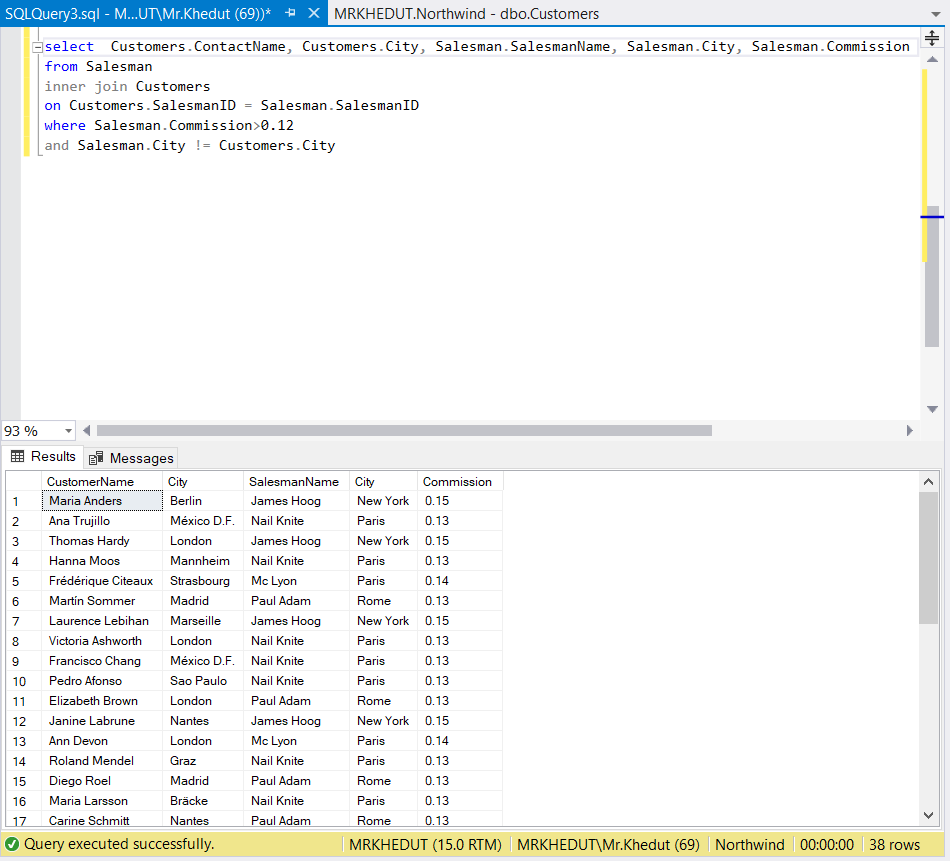 SQLQuery3.sql - M...UT\Mr.Khedut (69))* MRKHEDUT.Northwind - dbo.Customers
select  Customers.ContactName, Customers.City, Salesman.SalesmanName, Salesman.City, Salesman.Commission
from Salesman
inner join Customers
on Customers.SalesmanID = Salesman.SalesmanID
where Salesman.Commission>0.12
and Salesman.City != Customers.City
93 %
Results Messages
CustomerName City SalesmanName City Commission
1 Maria Anders Berlin James Hoog New York 0.15
2 Ana Trujillo México D.F. Nail Knite Paris 0.13
3 Thomas Hardy London James Hoog New York 0.15
4 Hanna Moos Mannheim Nail Knite Paris 0.13
5 Frédérique Citeaux Strasbourg Mc Lyon Paris 0.14
6 Martín Sommer Madrid Paul Adam Rome 0.13
7 Laurence Lebihan Marseille James Hoog New York 0.15
8 Victoria Ashworth London Nail Knite Paris 0.13
9 Francisco Chang México D.F. Nail Knite Paris 0.13
10 Pedro Afonso Sao Paulo Nail Knite Paris 0.13
11 Elizabeth Brown London Paul Adam Rome 0.13
12 Janine Labrune Nantes James Hoog New York 0.15
13 Ann Devon London Mc Lyon Paris 0.14
14 Roland Mendel Graz Nail Knite Paris 0.13
15 Diego Roel Madrid Paul Adam Rome 0.13
16 Maria Larsson Bräcke Nail Knite Paris 0.13
17 Carine Schmitt Nantes Paul Adam Rome 0.13
Query executed successfully. MRKHEDUT (15.0 RTM) MRKHEDUT\Mr.Khedut (69) Northwind 00:00:00 38 rows